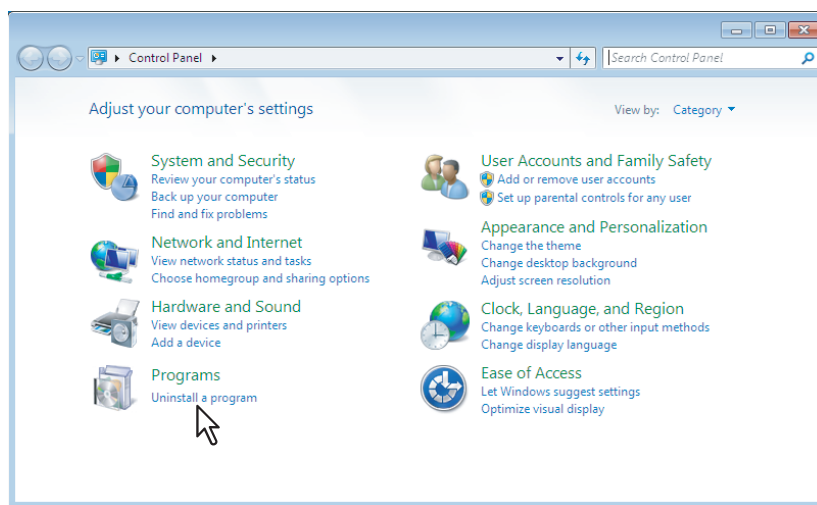 Control Panel
Search Control Panel
Adjust your computer's settings
View by: Category
System and Security
Review your computer's status
Back up your computer
Find and fix problems
Network and Internet
View network status and tasks
Choose homegroup and sharing options
Hardware and Sound
View devices and printers
Add a device
Programs
Uninstall a program
User Accounts and Family Safety
Add or remove user accounts
Set up parental controls for any user
Appearance and Personalization
Change the theme
Change desktop background
Adjust screen resolution
Clock, Language, and Region
Change keyboards or other input methods
Change display language
Ease of Access
Let Windows suggest settings
Optimize visual display